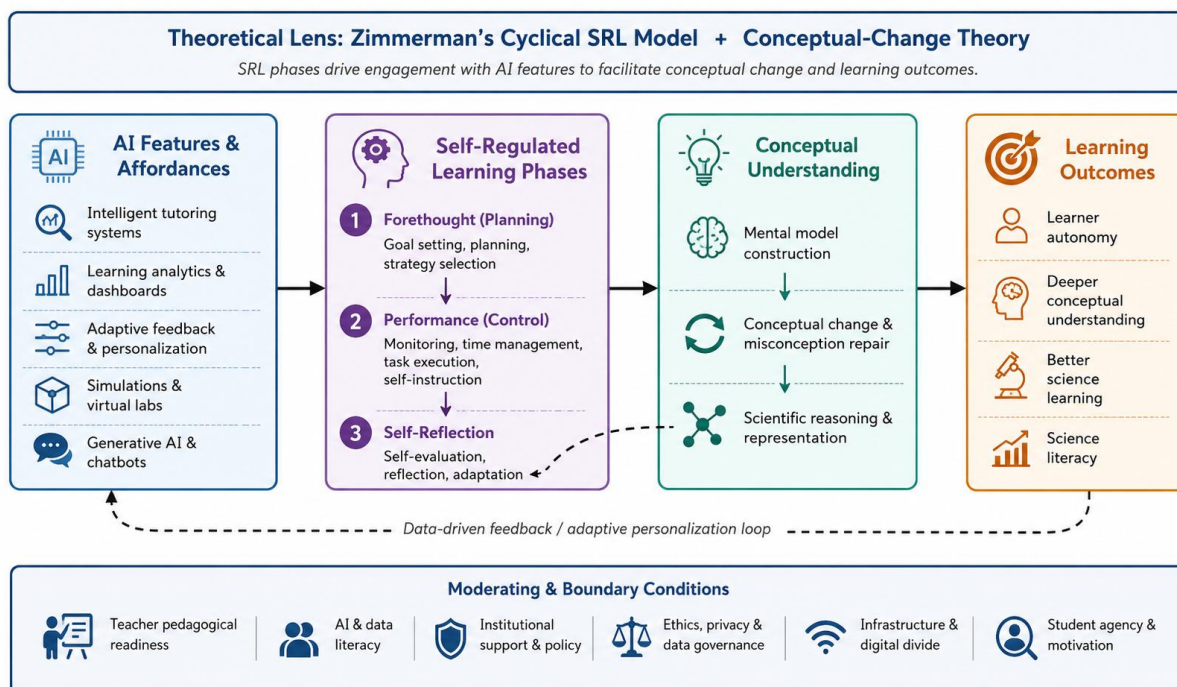 Theoretical Lens: Zimmerman's Cyclical SRL Model + Conceptual-Change Theory
SRL phases drive engagement with AI features to facilitate conceptual change and learning outcomes.
AI
AI Features &
Affordances
Intelligent tutoring
systems
Learning analytics &
dashboards
Adaptive feedback
& personalization
Simulations &
virtual labs
Generative AI &
chatbots
Self-Regulated
Learning Phases
1 Forethought (Planning)
Goal setting, planning,
strategy selection
2 Performance (Control)
Monitoring, time management,
task execution,
self-instruction
3 Self-Reflection
Self-evaluation,
reflection, adaptation
Conceptual
Understanding
Mental model
construction
Conceptual change &
misconception repair
Scientific reasoning &
representation
Learning
Outcomes
Learner
autonomy
Deeper
conceptual
understanding
Better
science
learning
Science
literacy
Data-driven feedback / adaptive personalization loop
Moderating & Boundary Conditions
Teacher pedagogical
readiness
AI & data
literacy
Institutional
support & policy
Ethics, privacy &
data governance
Infrastructure &
digital divide
Student agency &
motivation